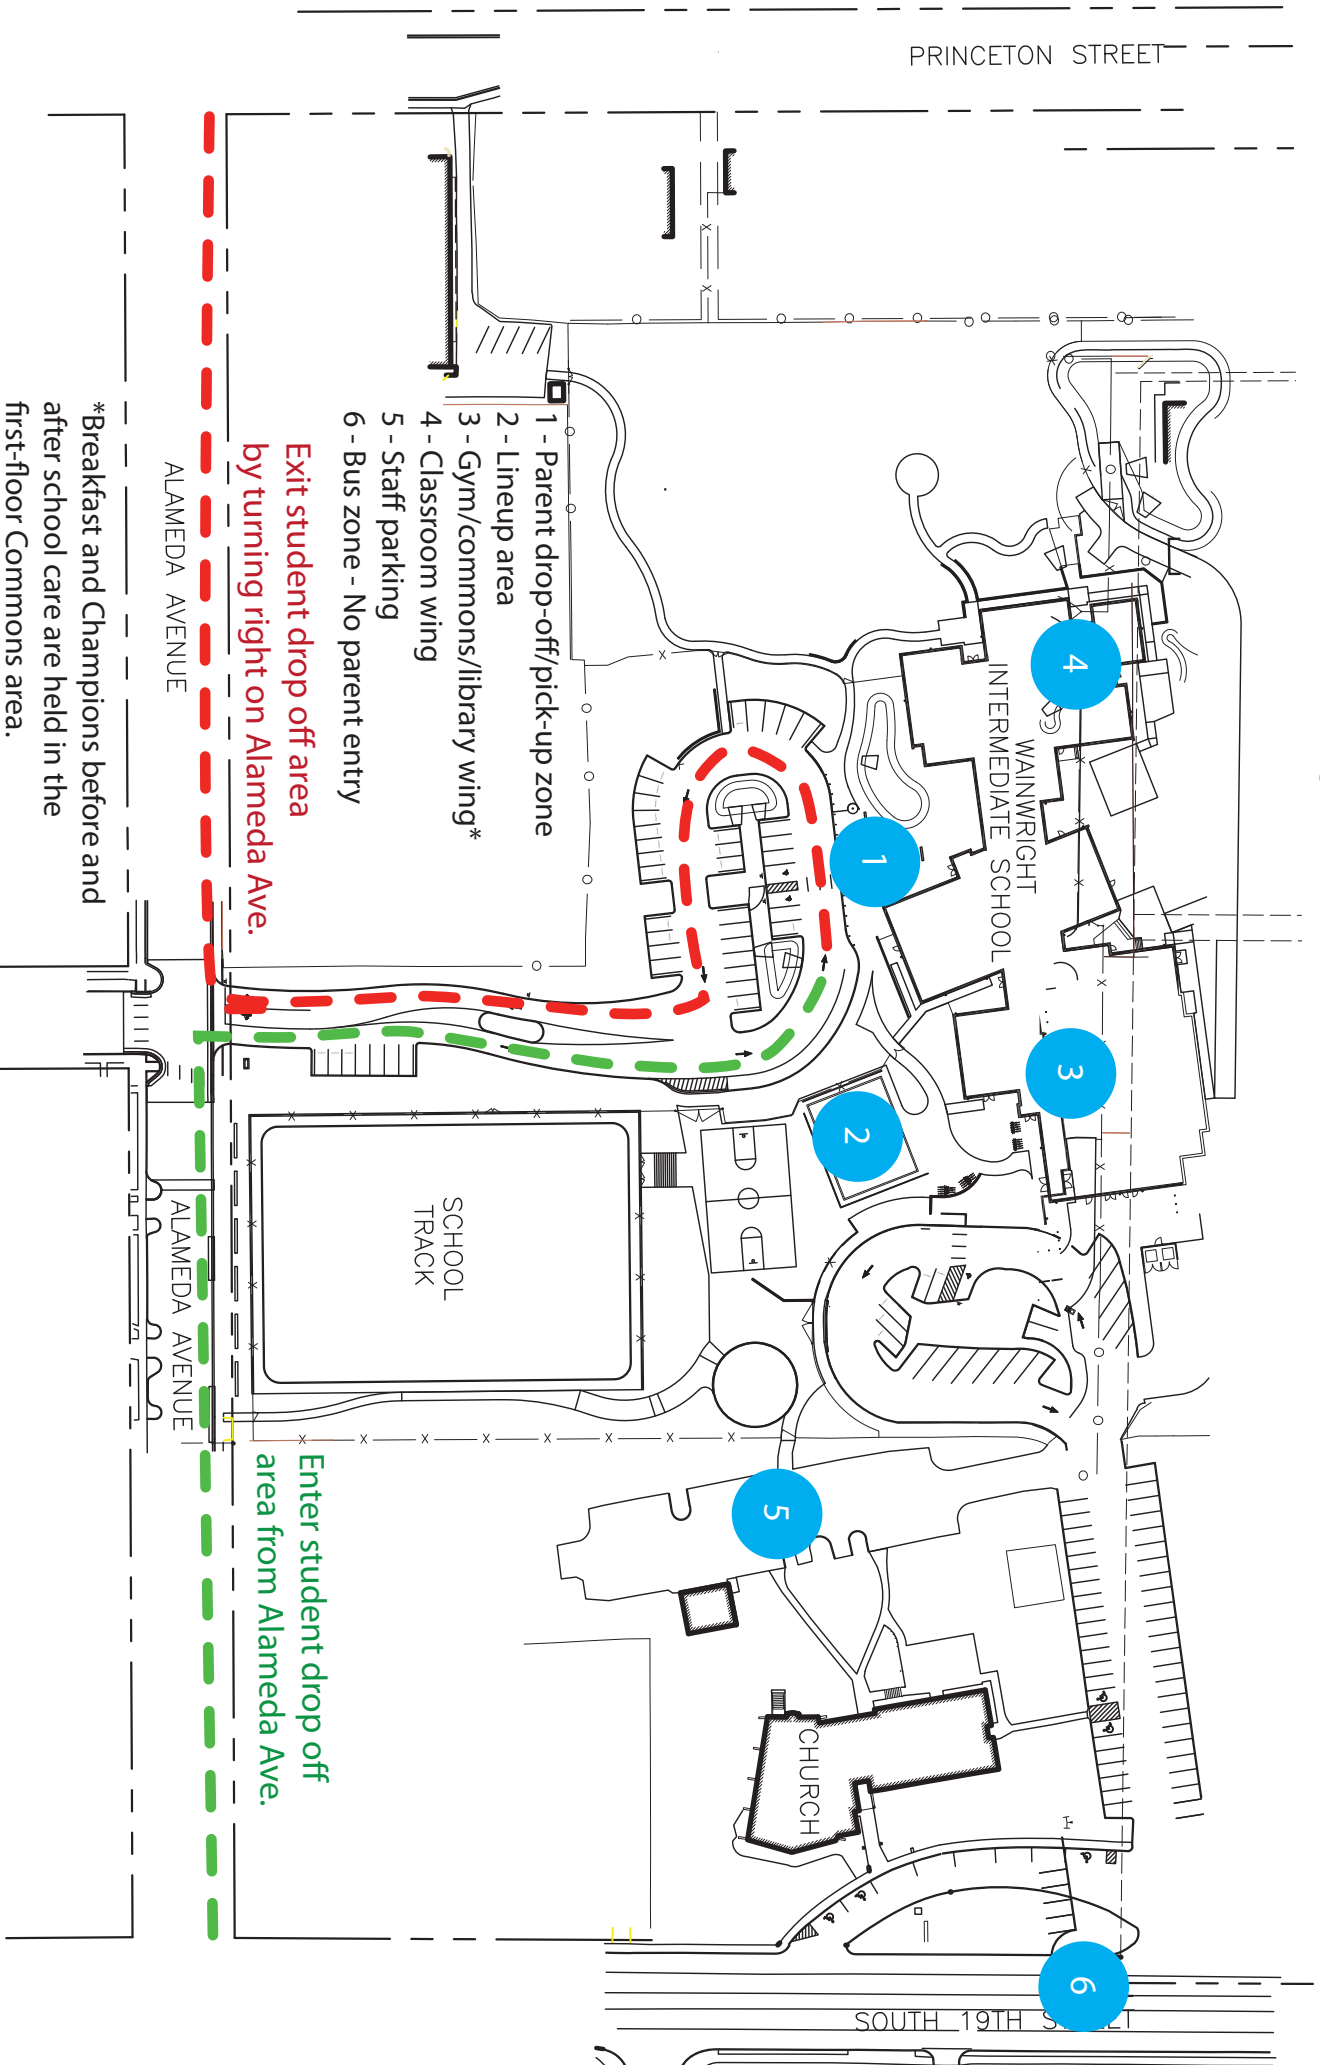 PRINCETON STREET
1 - Parent drop-off/pick-up zone
2 - Lineup area
3 - Gym/commons/library wing*
4 - Classroom wing
5 - Staff parking
6 - Bus zone - No parent entry
Exit student drop off area
by turning right on Alameda Ave.
ALAMEDA AVENUE
*Breakfast and Champions before and
after school care are held in the
first-floor Commons area.
WAINWRIGHT
INTERMEDIATE SCHOOL
4
1
3
2
SCHOOL
TRACK
ALAMEDA AVENUE
Enter student drop off
area from Alameda Ave.
5
CHURCH
6
SOUTH 19TH STREET